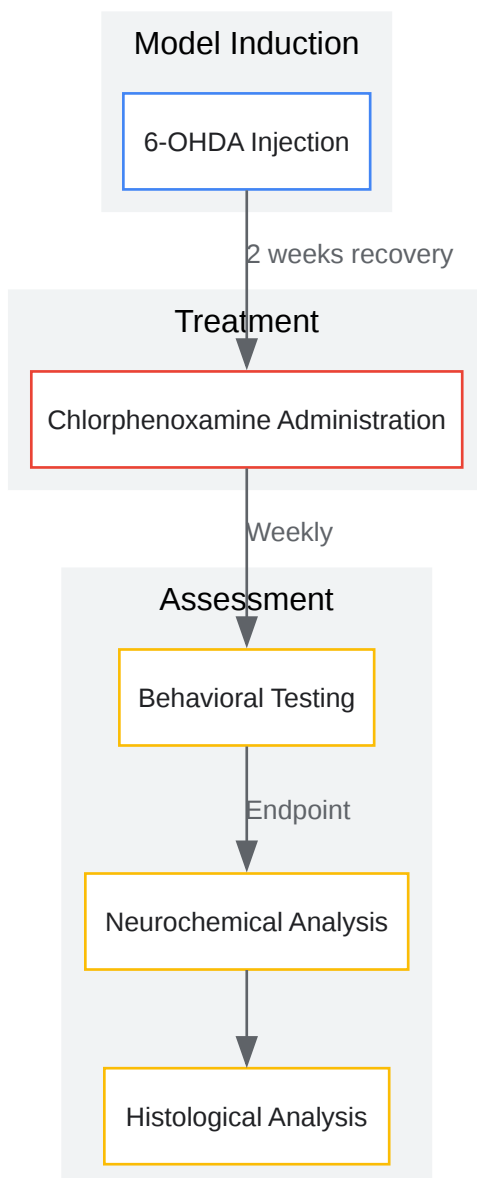 Model Induction
6-OHDA Injection
2 weeks recovery
Treatment
Chlorphenoxamine Administration
Weekly
Assessment
Behavioral Testing
Endpoint
Neurochemical Analysis
Histological Analysis